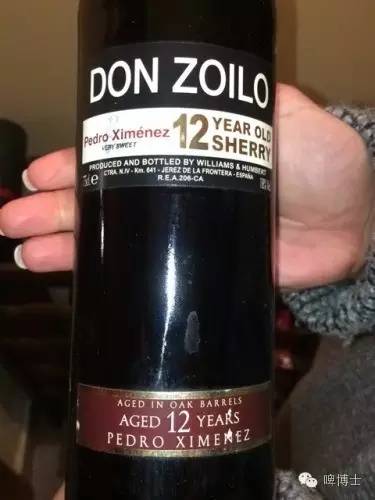 DON ZOILO
Pedro Ximénez
VERY SWEET
12 YEAR OLD
SHERRY
PRODUCED AND BOTTLED BY WILLIAMS & HUMBERT
CTRA. N.IV - Km. 641 - JEREZ DE LA FRONTERA - ESPAÑA
R.E.A.206-CA
AGED IN OAK BARRELS
AGED 12 YEARS
PEDRO XIMENEZ
啤博士